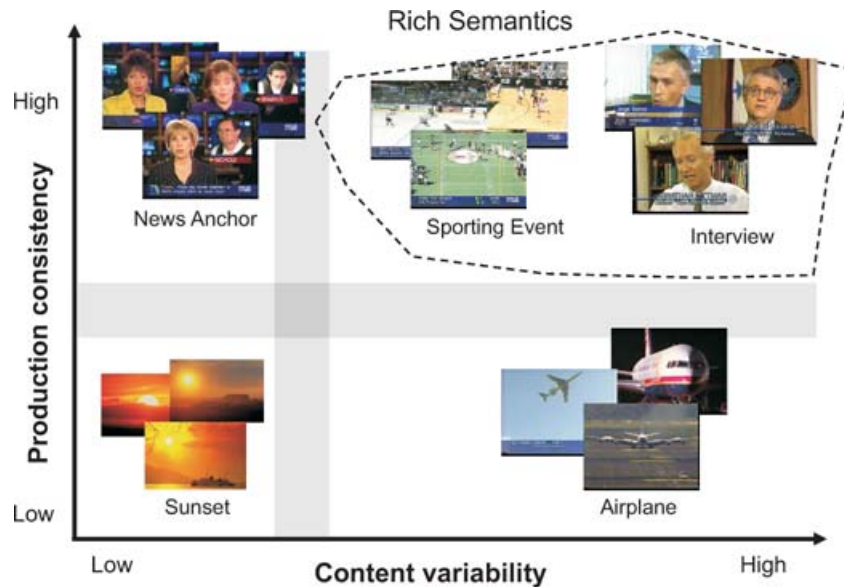 Rich Semantics
High
News Anchor
Sporting Event
Interview
Production consistency
Sunset
Airplane
Low
Low
Content variability
High